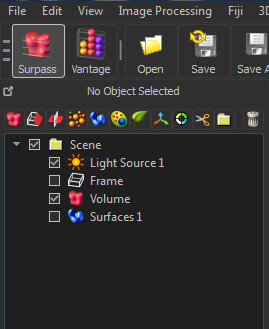 File Edit View Image Processing Fiji 3D
Surpass Vantage Open Save Save A
No Object Selected
Scene
Light Source 1
Frame
Volume
Surfaces 1